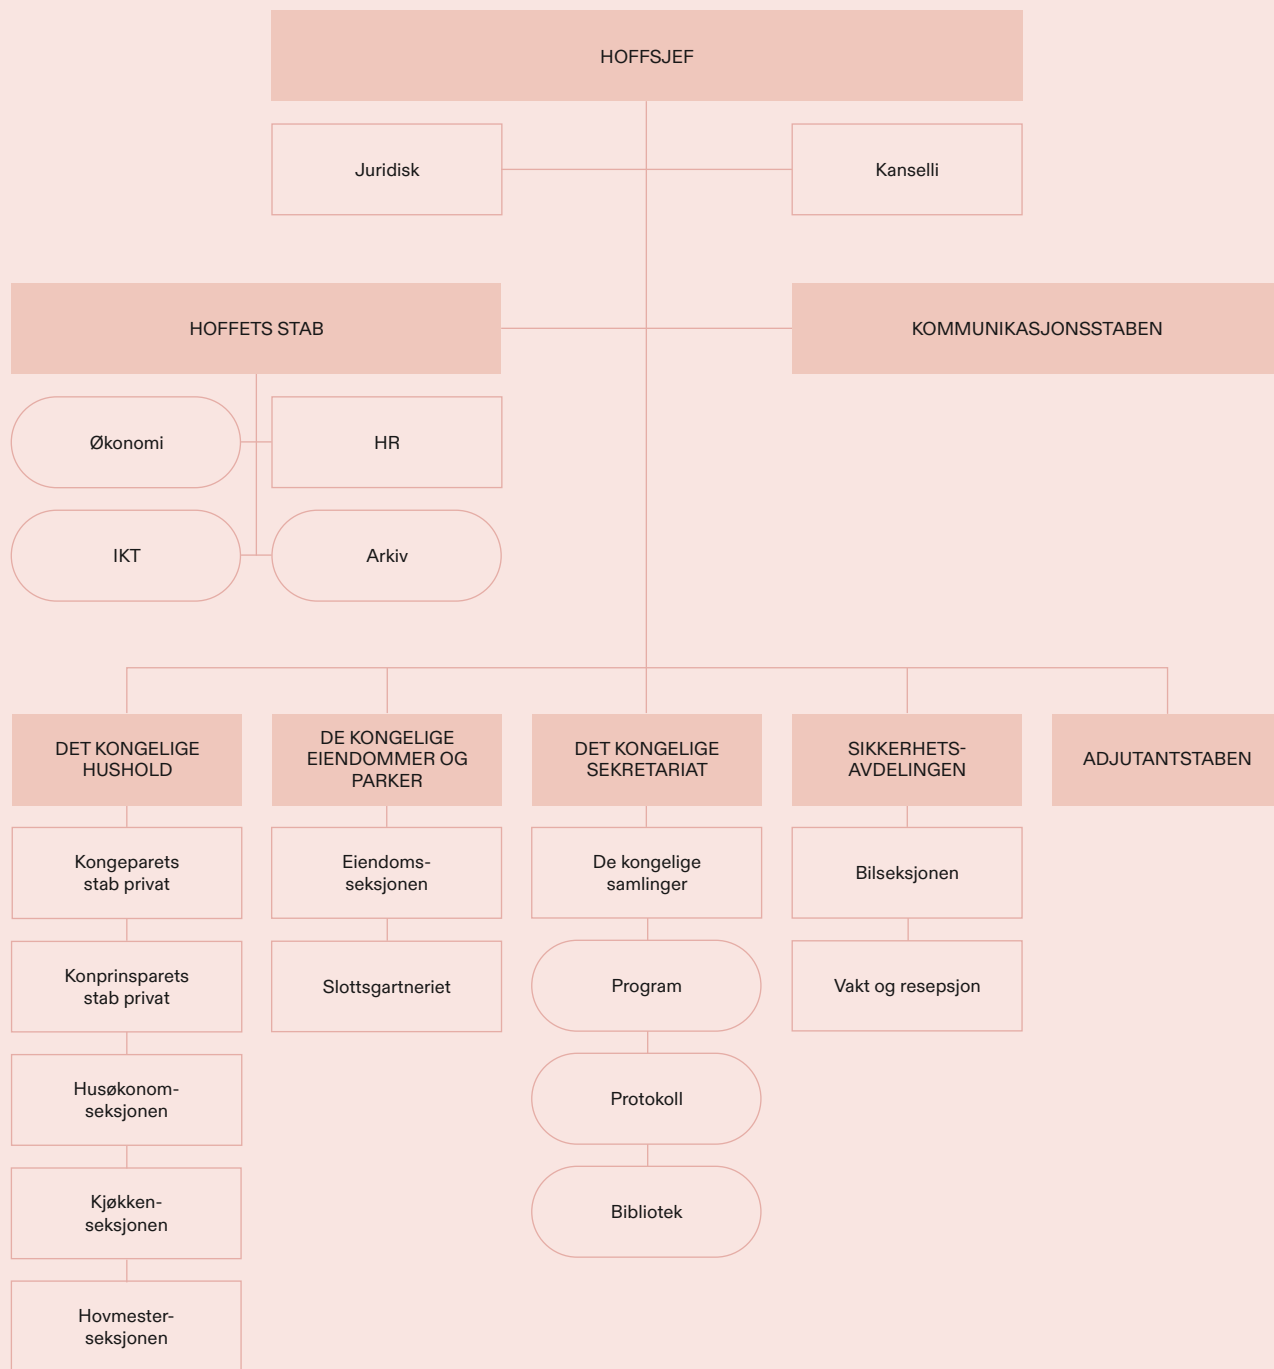 HOFFSJEF
Juridisk
Kanselli
HOFFETS STAB
KOMMUNIKASJONSSTABEN
Økonomi
HR
IKT
Arkiv
DET KONGELIGE
HUSHOLD
DE KONGELIGE
EIENDOMMER OG
PARKER
DET KONGELIGE
SEKRETARIAT
SIKKERHETS-
AVDELINGEN
ADJUTANTSTABEN
Kongeparets
stab privat
Eiendoms-
seksjonen
De kongelige
samlinger
Bilseksjonen
Konprinsparets
stab privat
Slottsgartneriet
Program
Vakt og resepsjon
Husøkonom-
seksjonen
Protokoll
Kjøkken-
seksjonen
Bibliotek
Hovmester-
seksjonen